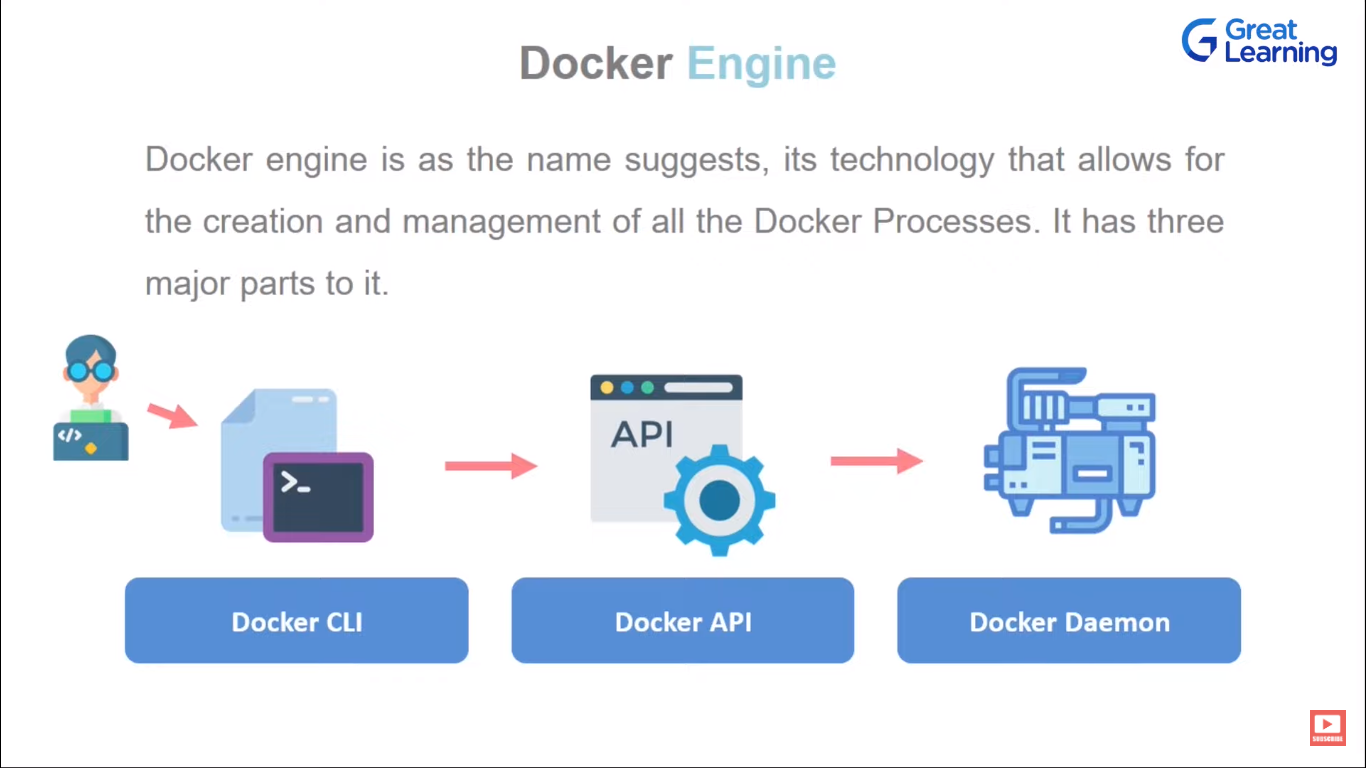 Great
Learning
Docker Engine
Docker engine is as the name suggests, its technology that allows for
the creation and management of all the Docker Processes. It has three
major parts to it.
</>
>_
API
Docker CLI
Docker API
Docker Daemon
SUBSCRIBE